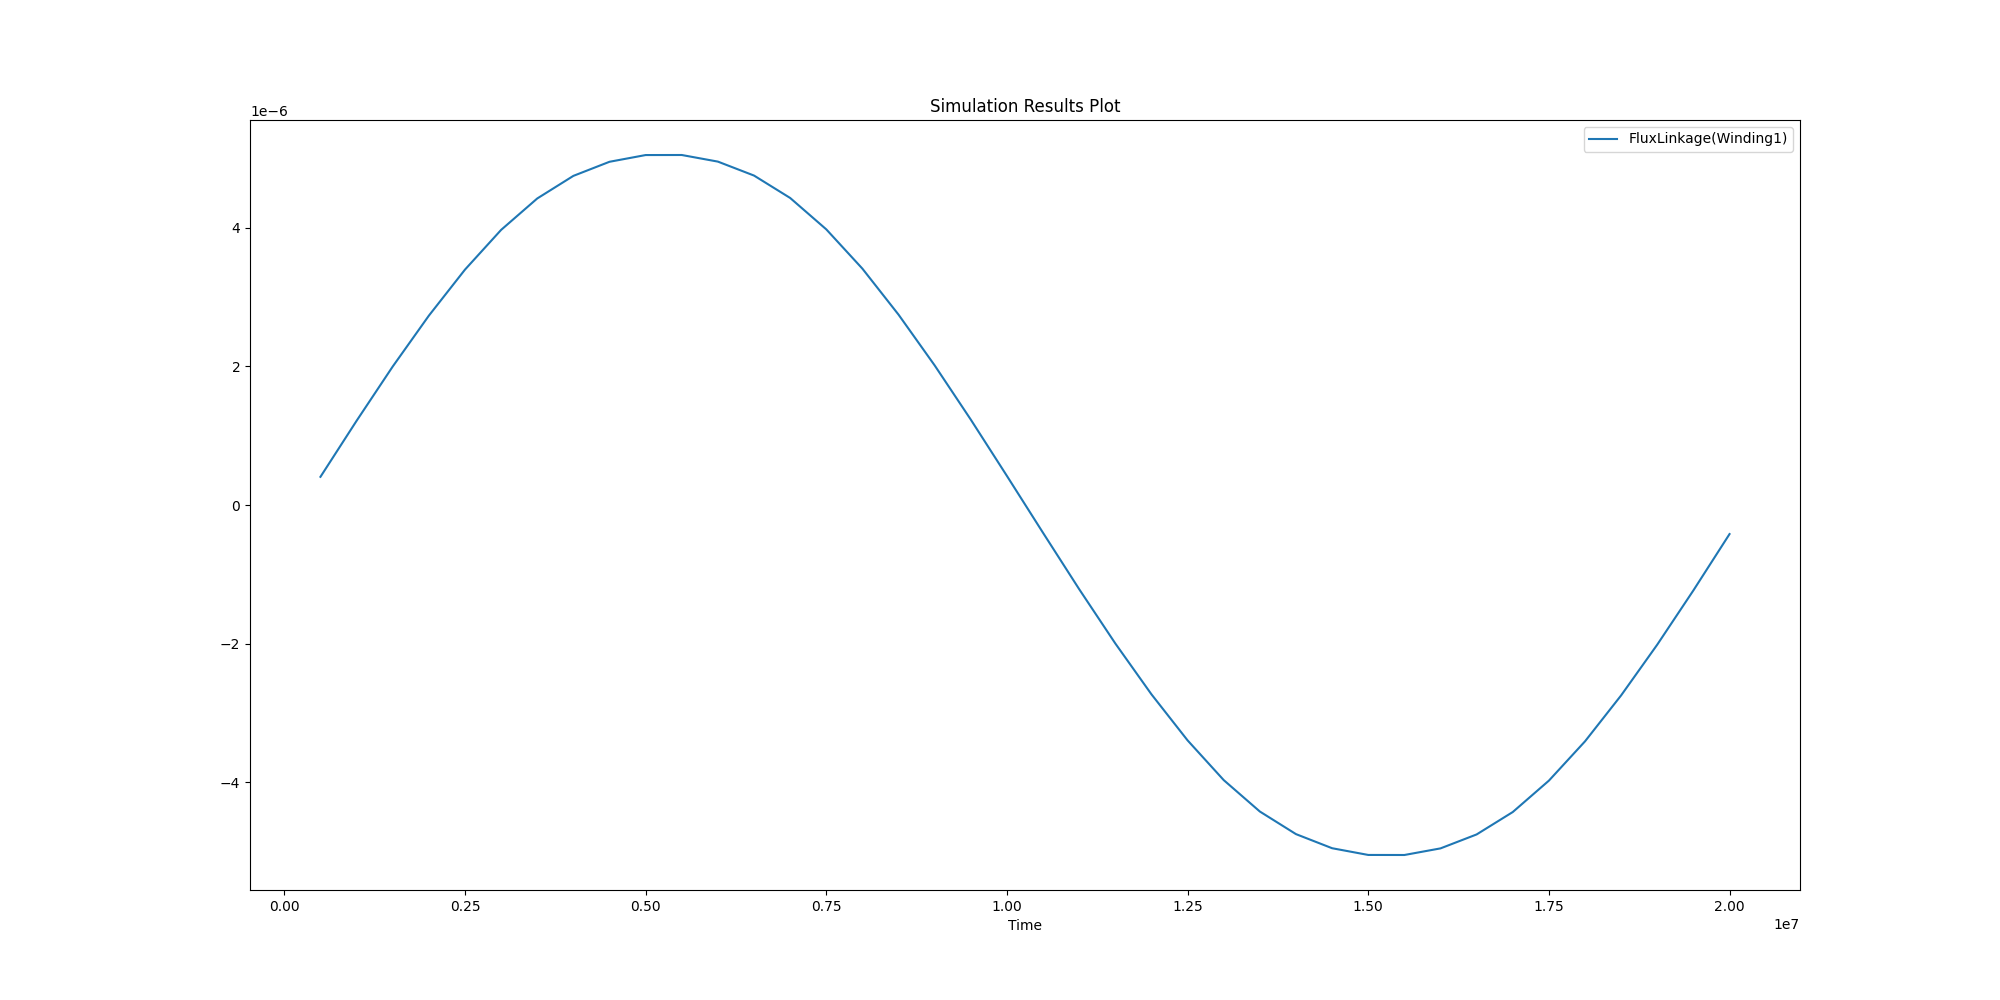 Simulation Results Plot
1e−6
FluxLinkage(Winding1)
4
2
0
−2
−4
0.00 0.25 0.50 0.75 1.00 1.25 1.50 1.75 2.00
Time
1e7